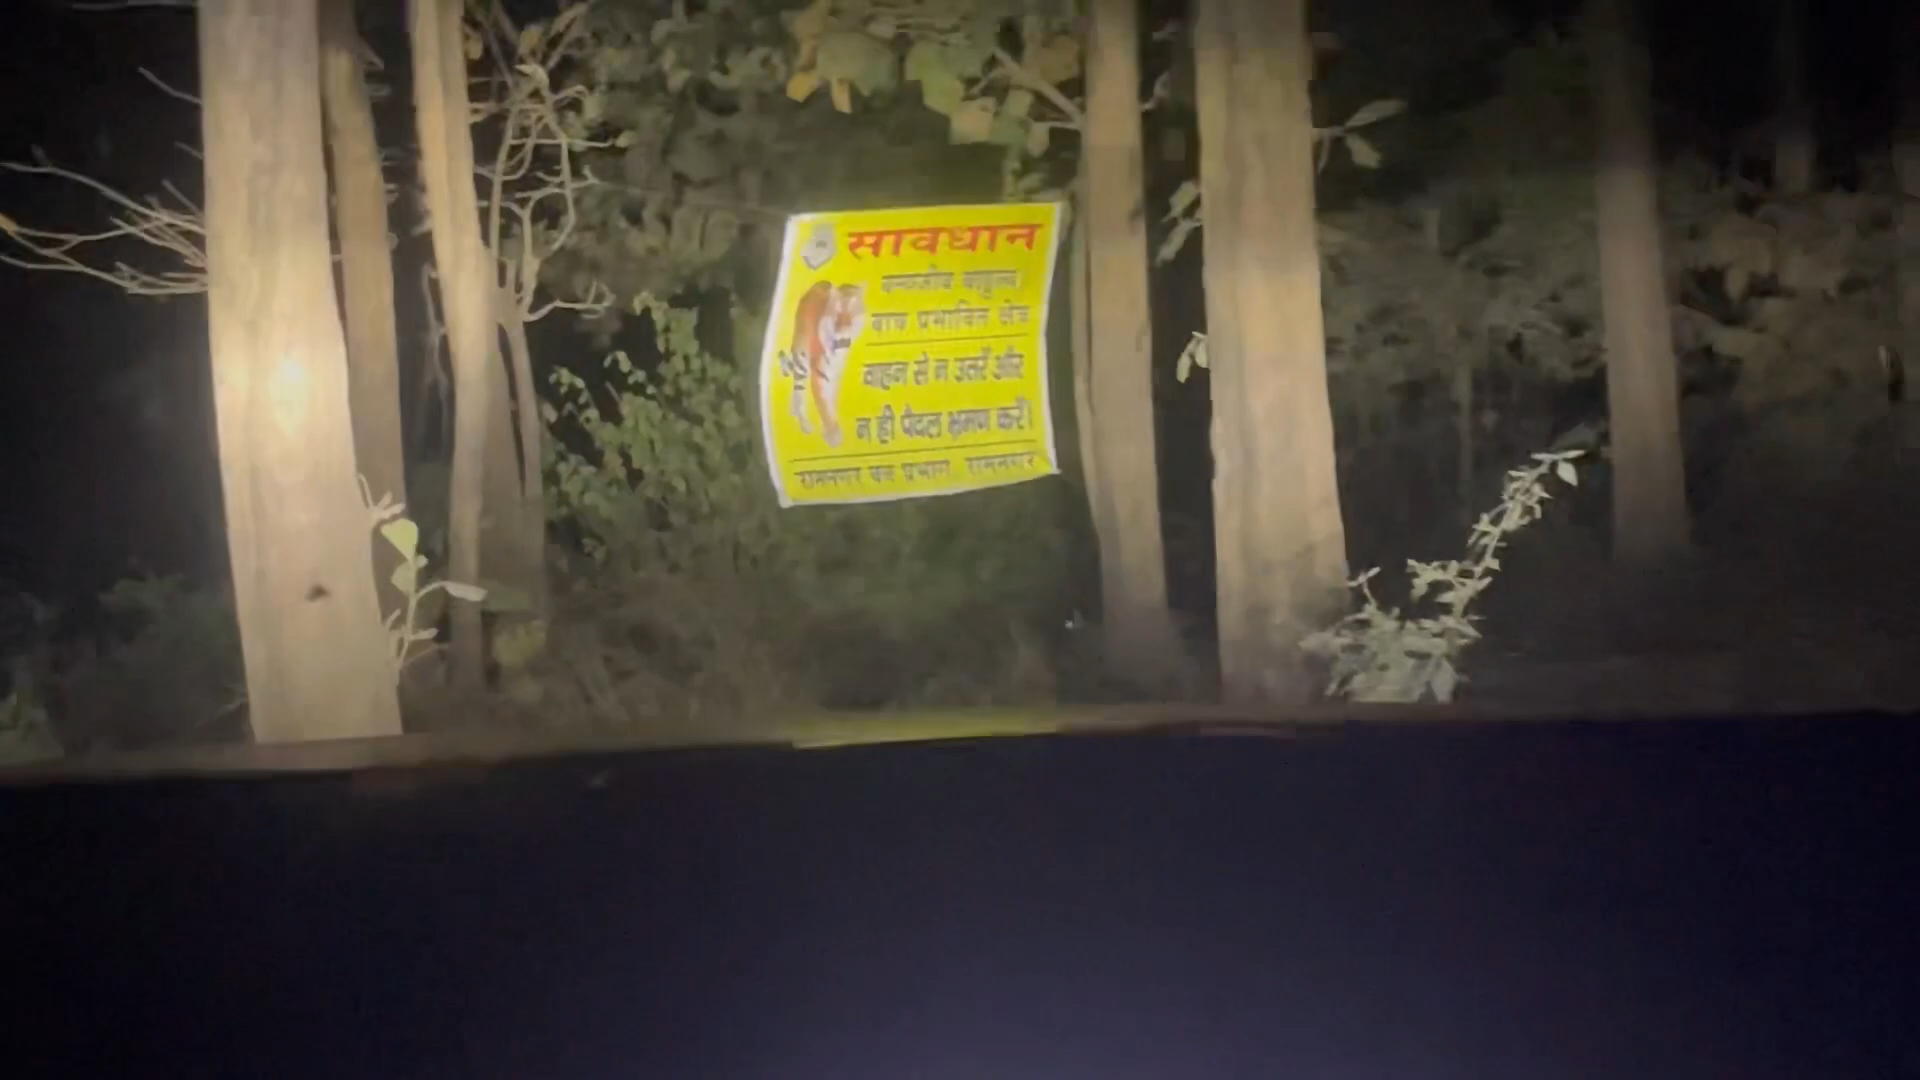 सावधान
वन्यजीव बाहुल्य/
बाघ प्रभावित क्षेत्र
वाहन से न उतरें और
न ही पैदल भ्रमण करें।
रामनगर वन प्रभाग, रामनगर